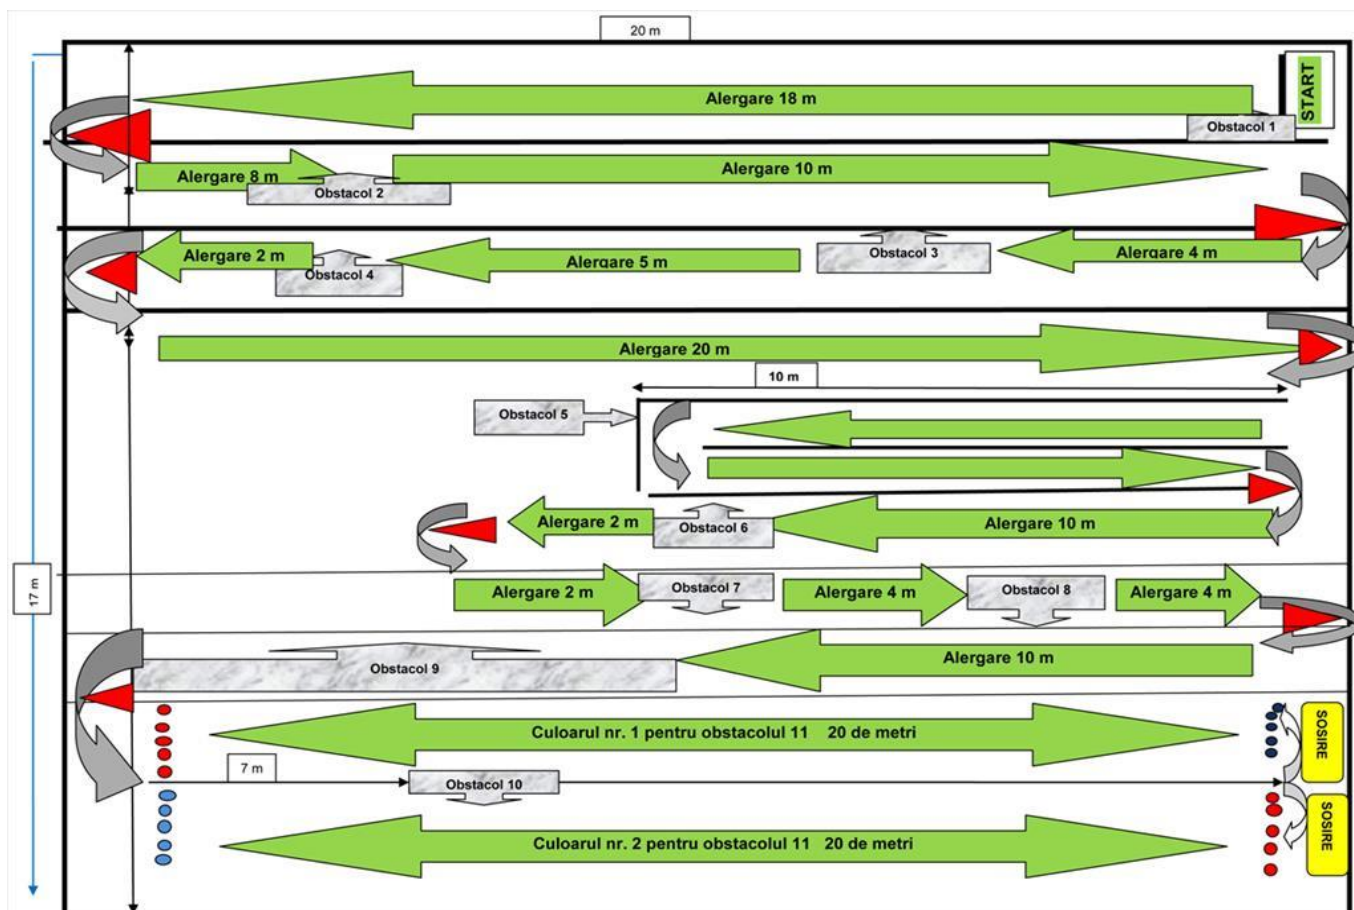 20 m
START
Alergare 18 m
Obstacol 1
Alergare 8 m
Obstacol 2
Alergare 10 m
Alergare 2 m
Obstacol 4
Alergare 5 m
Obstacol 3
Alergare 4 m
Alergare 20 m
10 m
Obstacol 5
Alergare 2 m
Obstacol 6
Alergare 10 m
17 m
Alergare 2 m
Obstacol 7
Alergare 4 m
Obstacol 8
Alergare 4 m
Obstacol 9
Alergare 10 m
Culoarul nr. 1 pentru obstacolul 11 20 de metri
SOSIRE
7 m
Obstacol 10
Culoarul nr. 2 pentru obstacolul 11 20 de metri
SOSIRE